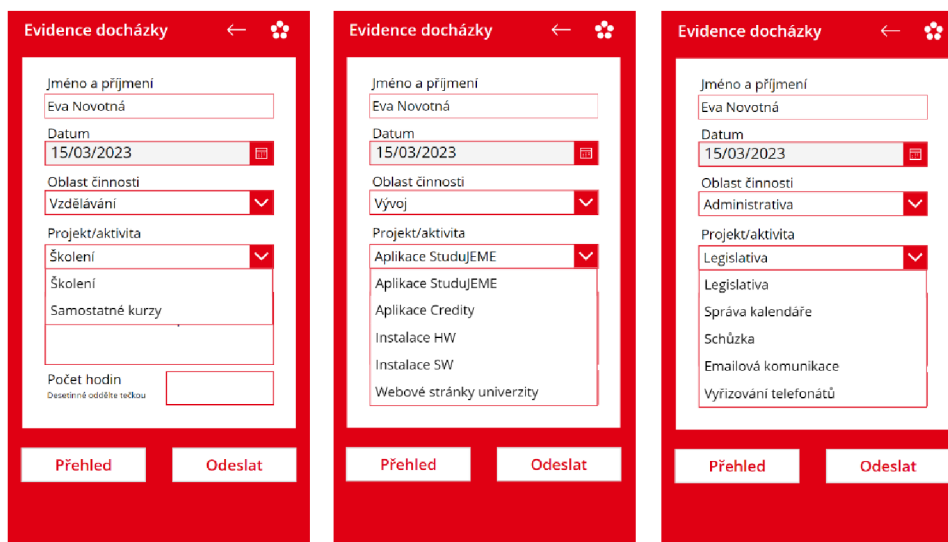 Evidence docházky
Jméno a příjmení
Eva Novotná
Datum
15/03/2023
Oblast činnosti
Vzdělávání
Projekt/aktivita
Školení
Školení
Samostatné kurzy
Počet hodin
Desetinné oddělte tečkou
Přehled
Odeslat
Evidence docházky
Jméno a příjmení
Eva Novotná
Datum
15/03/2023
Oblast činnosti
Vývoj
Projekt/aktivita
Aplikace StuduJEME
Aplikace StuduJEME
Aplikace Credity
Instalace HW
Instalace SW
Webové stránky univerzity
Přehled
Odeslat
Evidence docházky
Jméno a příjmení
Eva Novotná
Datum
15/03/2023
Oblast činnosti
Administrativa
Projekt/aktivita
Legislativa
Legislativa
Správa kalendáře
Schůzka
Emailová komunikace
Vyřizování telefonátů
Přehled
Odeslat